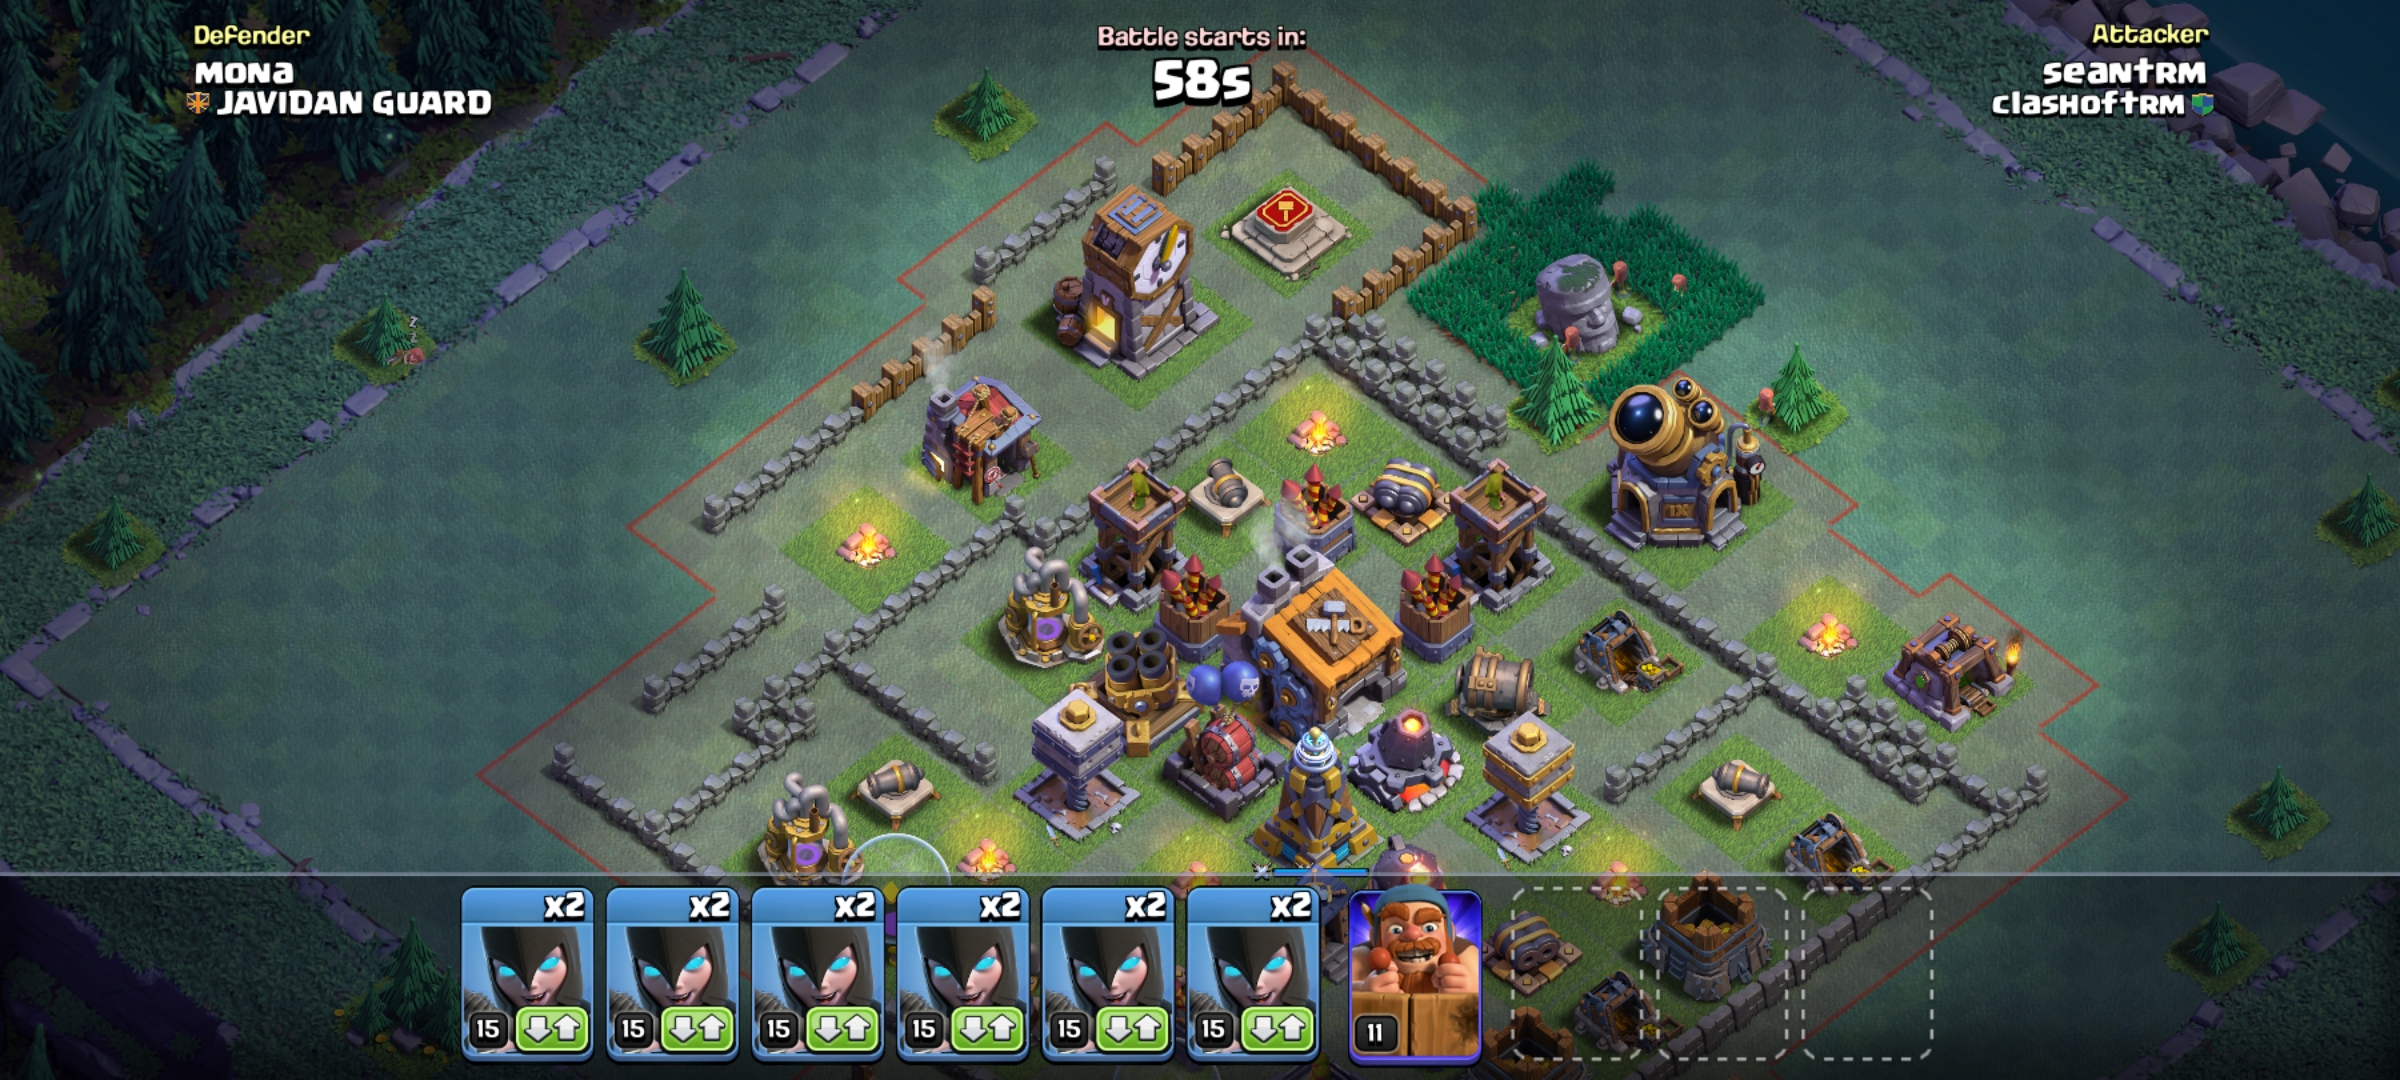 Defender
Mona
JAVIDAN GUARD
Battle starts in:
58s
Attacker
seantRM
clashoftRM
x2
x2
x2
x2
x2
x2
15
15
15
15
15
15
11